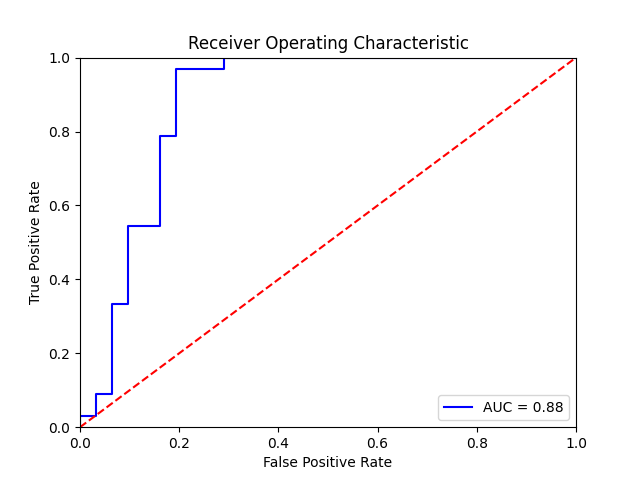 Receiver Operating Characteristic
1.0
0.8
0.6
0.4
0.2
0.0
True Positive Rate
AUC = 0.88
0.0 0.2 0.4 0.6 0.8 1.0
False Positive Rate